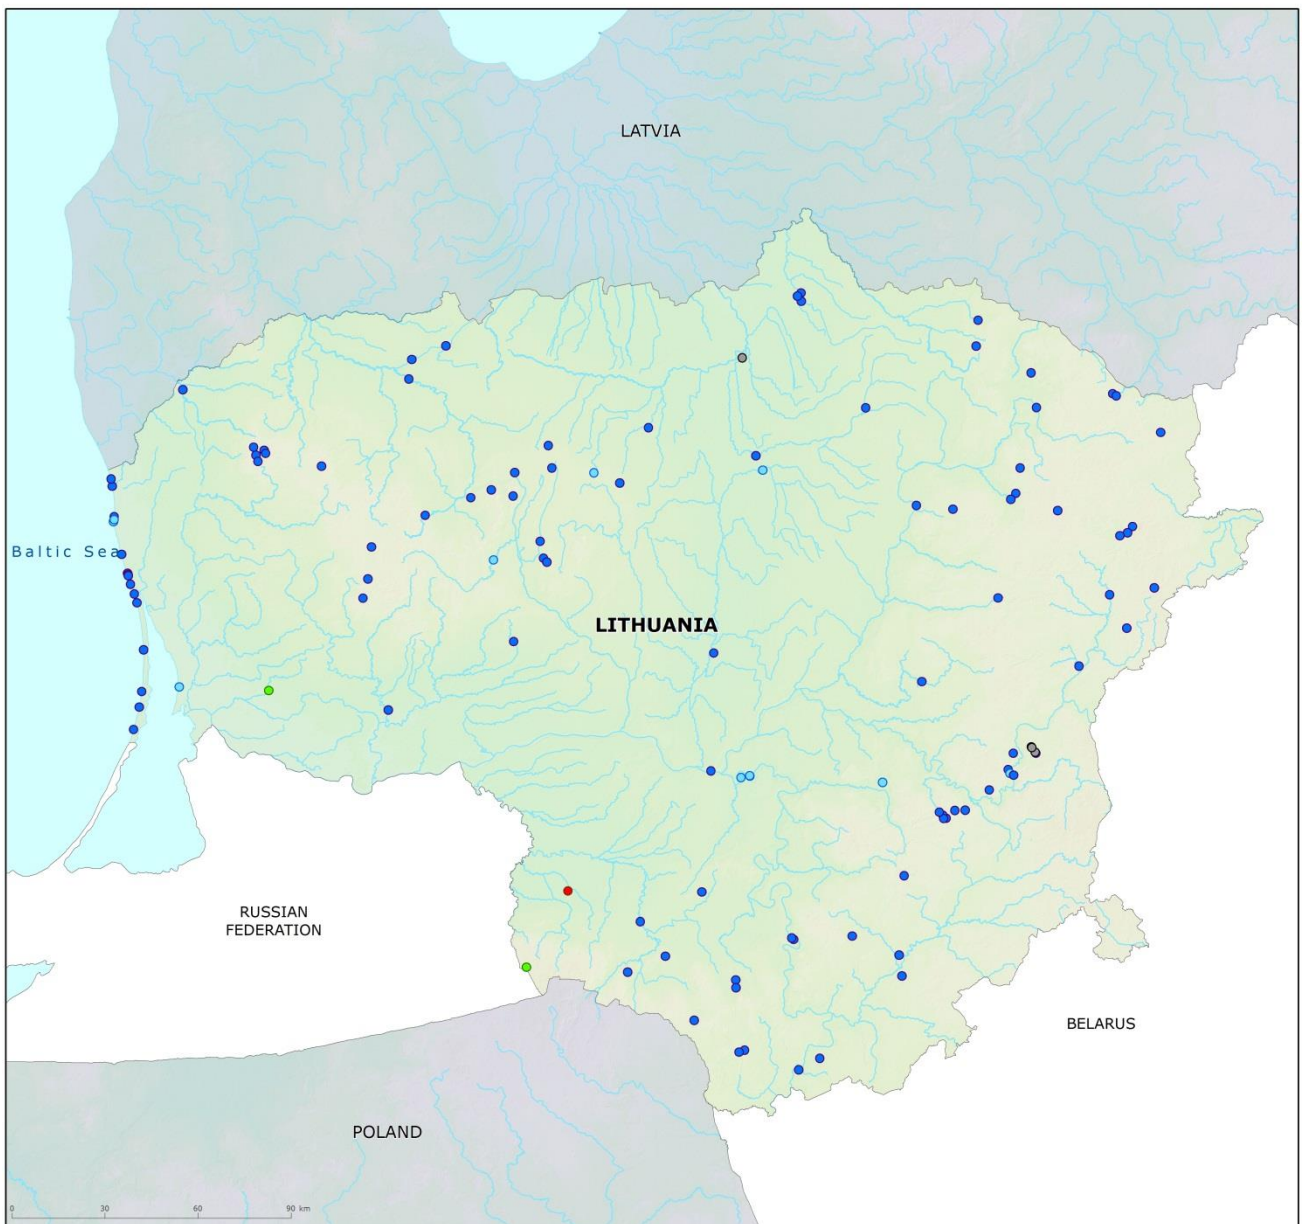 LATVIA
Baltic Sea
LITHUANIA
RUSSIAN
FEDERATION
BELARUS
POLAND
0 30 60 90 km